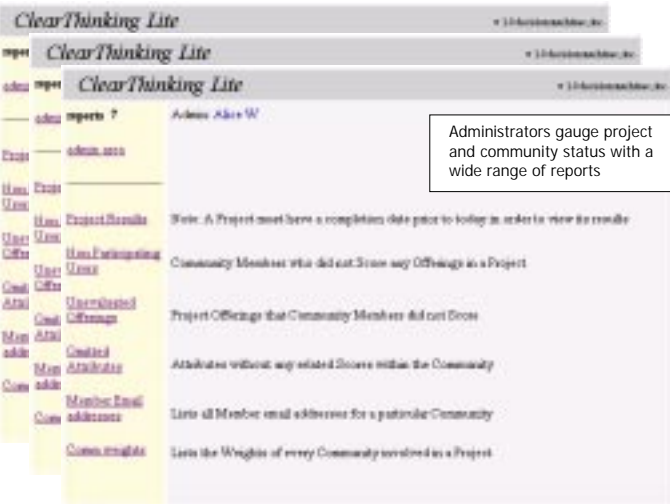 ClearThinking Lite
ClearThinking Lite
ClearThinking Lite
reports ?
Admin: Alice W
admin area
Administrators gauge project
and community status with a
wide range of reports
Project Results
Note: A Project must have a completion date prior to today in order to view its results
Non Participating
Users
Community Members who did not Score any Offerings in a Project
Unevaluated
Offerings
Project Offerings that Community Members did not Score
Omitted
Attributes
Attributes without any related Scores within the Community
Member Email
addresses
Lists all Member email addresses for a particular Community
Comm weights
Lists the Weights of every Community involved in a Project